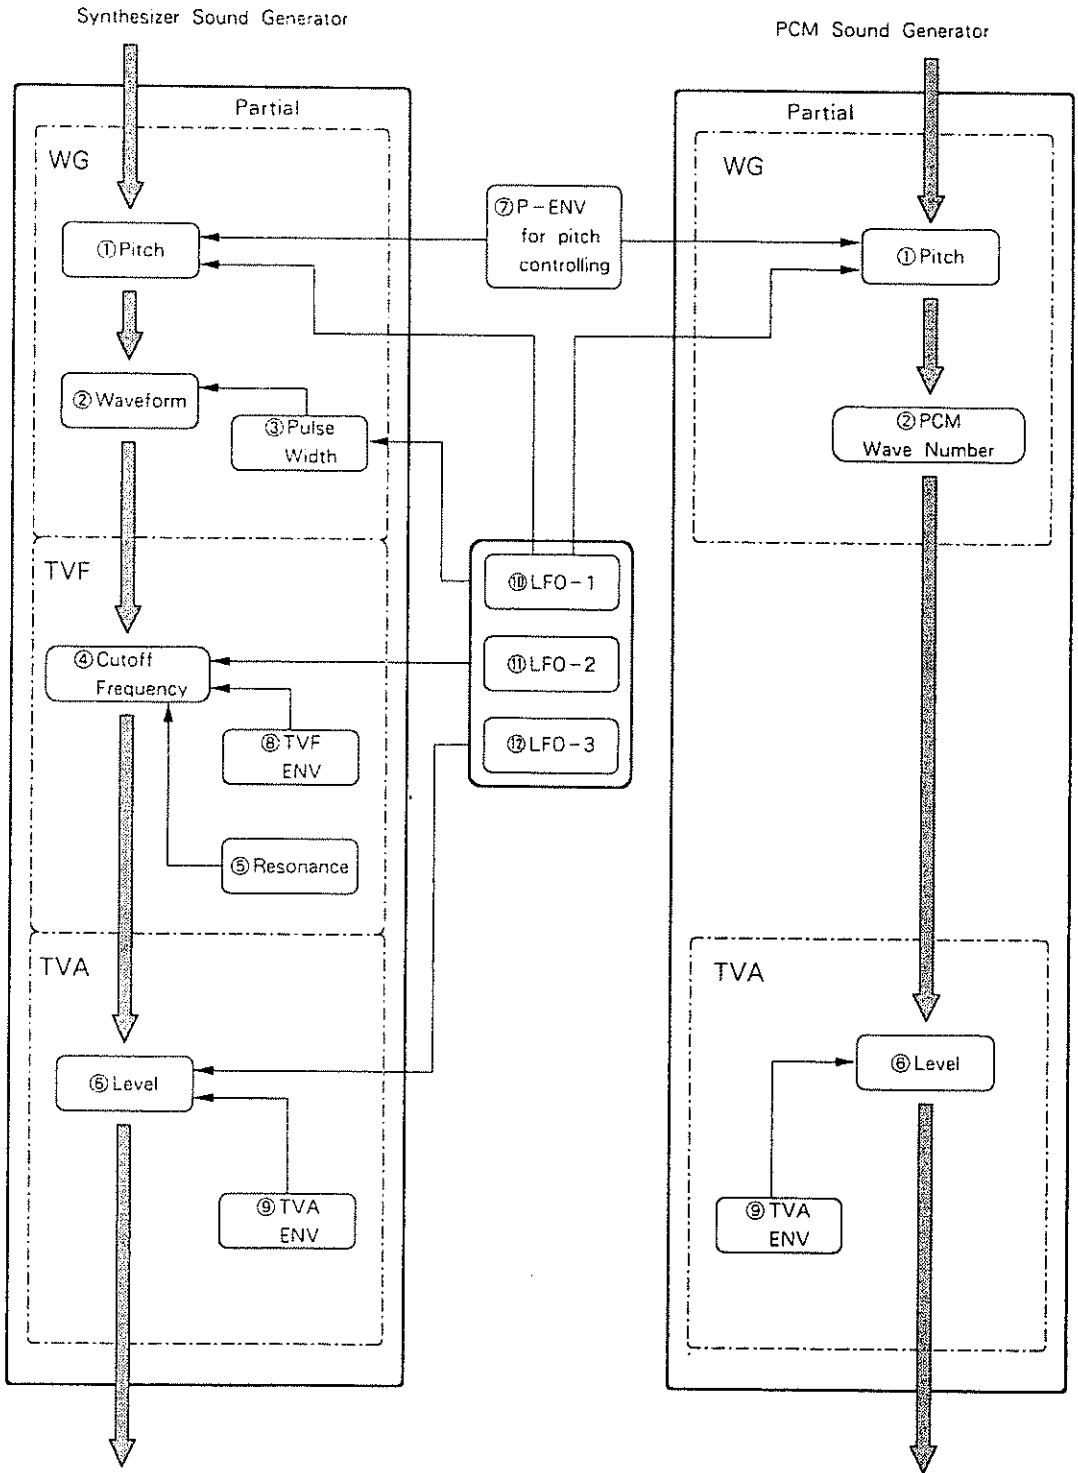 Synthesizer Sound Generator
PCM Sound Generator
Partial
WG
①Pitch
②Waveform
③Pulse
Width
TVF
④Cutoff
Frequency
⑧TVF
ENV
⑤Resonance
TVA
⑥Level
⑨TVA
ENV
⑦P-ENV
for pitch
controlling
⑩LFO-1
⑪LFO-2
⑫LFO-3
Partial
WG
①Pitch
②PCM
Wave Number
TVA
⑥Level
⑨TVA
ENV